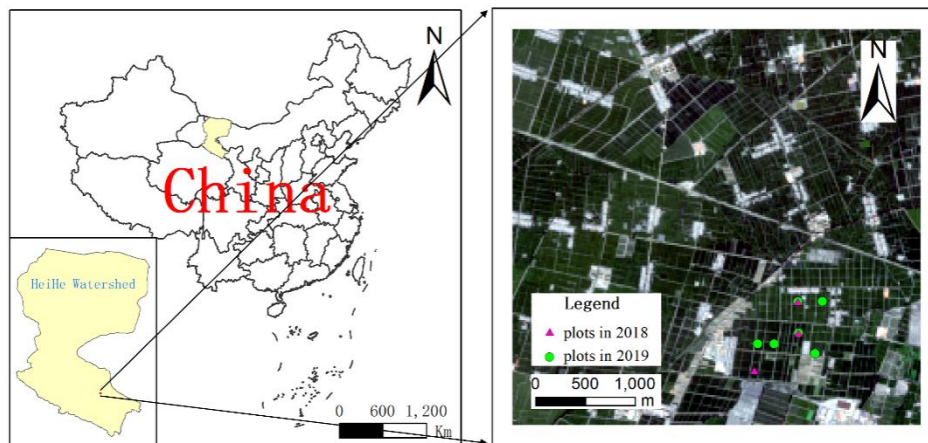 N
China
HeiHe Watershed
0 600 1,200
Km
N
Legend
plots in 2018
plots in 2019
0 500 1,000
m